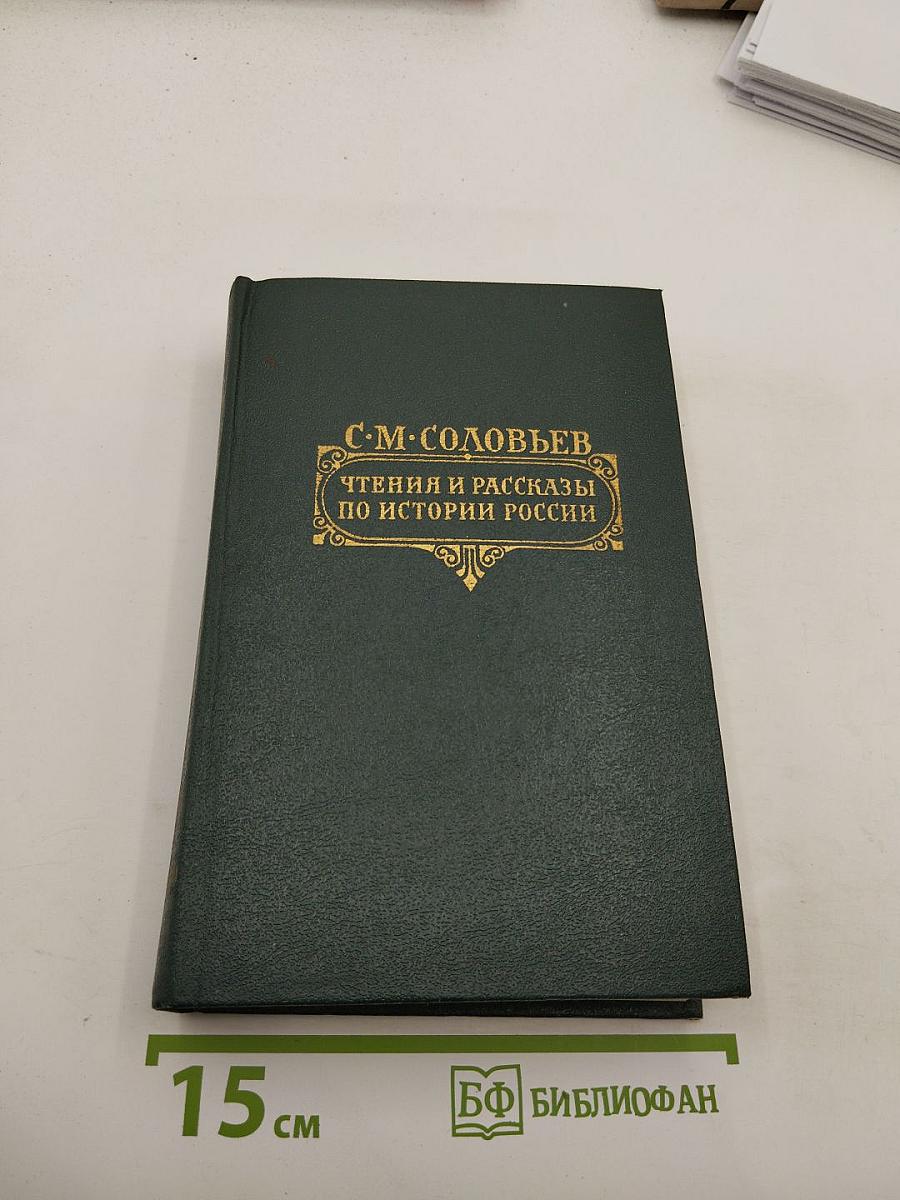 С·М·СОЛОВЬЕВ
ЧТЕНИЯ И РАССКАЗЫ
ПО ИСТОРИИ РОССИИ
15 см
БФ БИБЛИОФАН